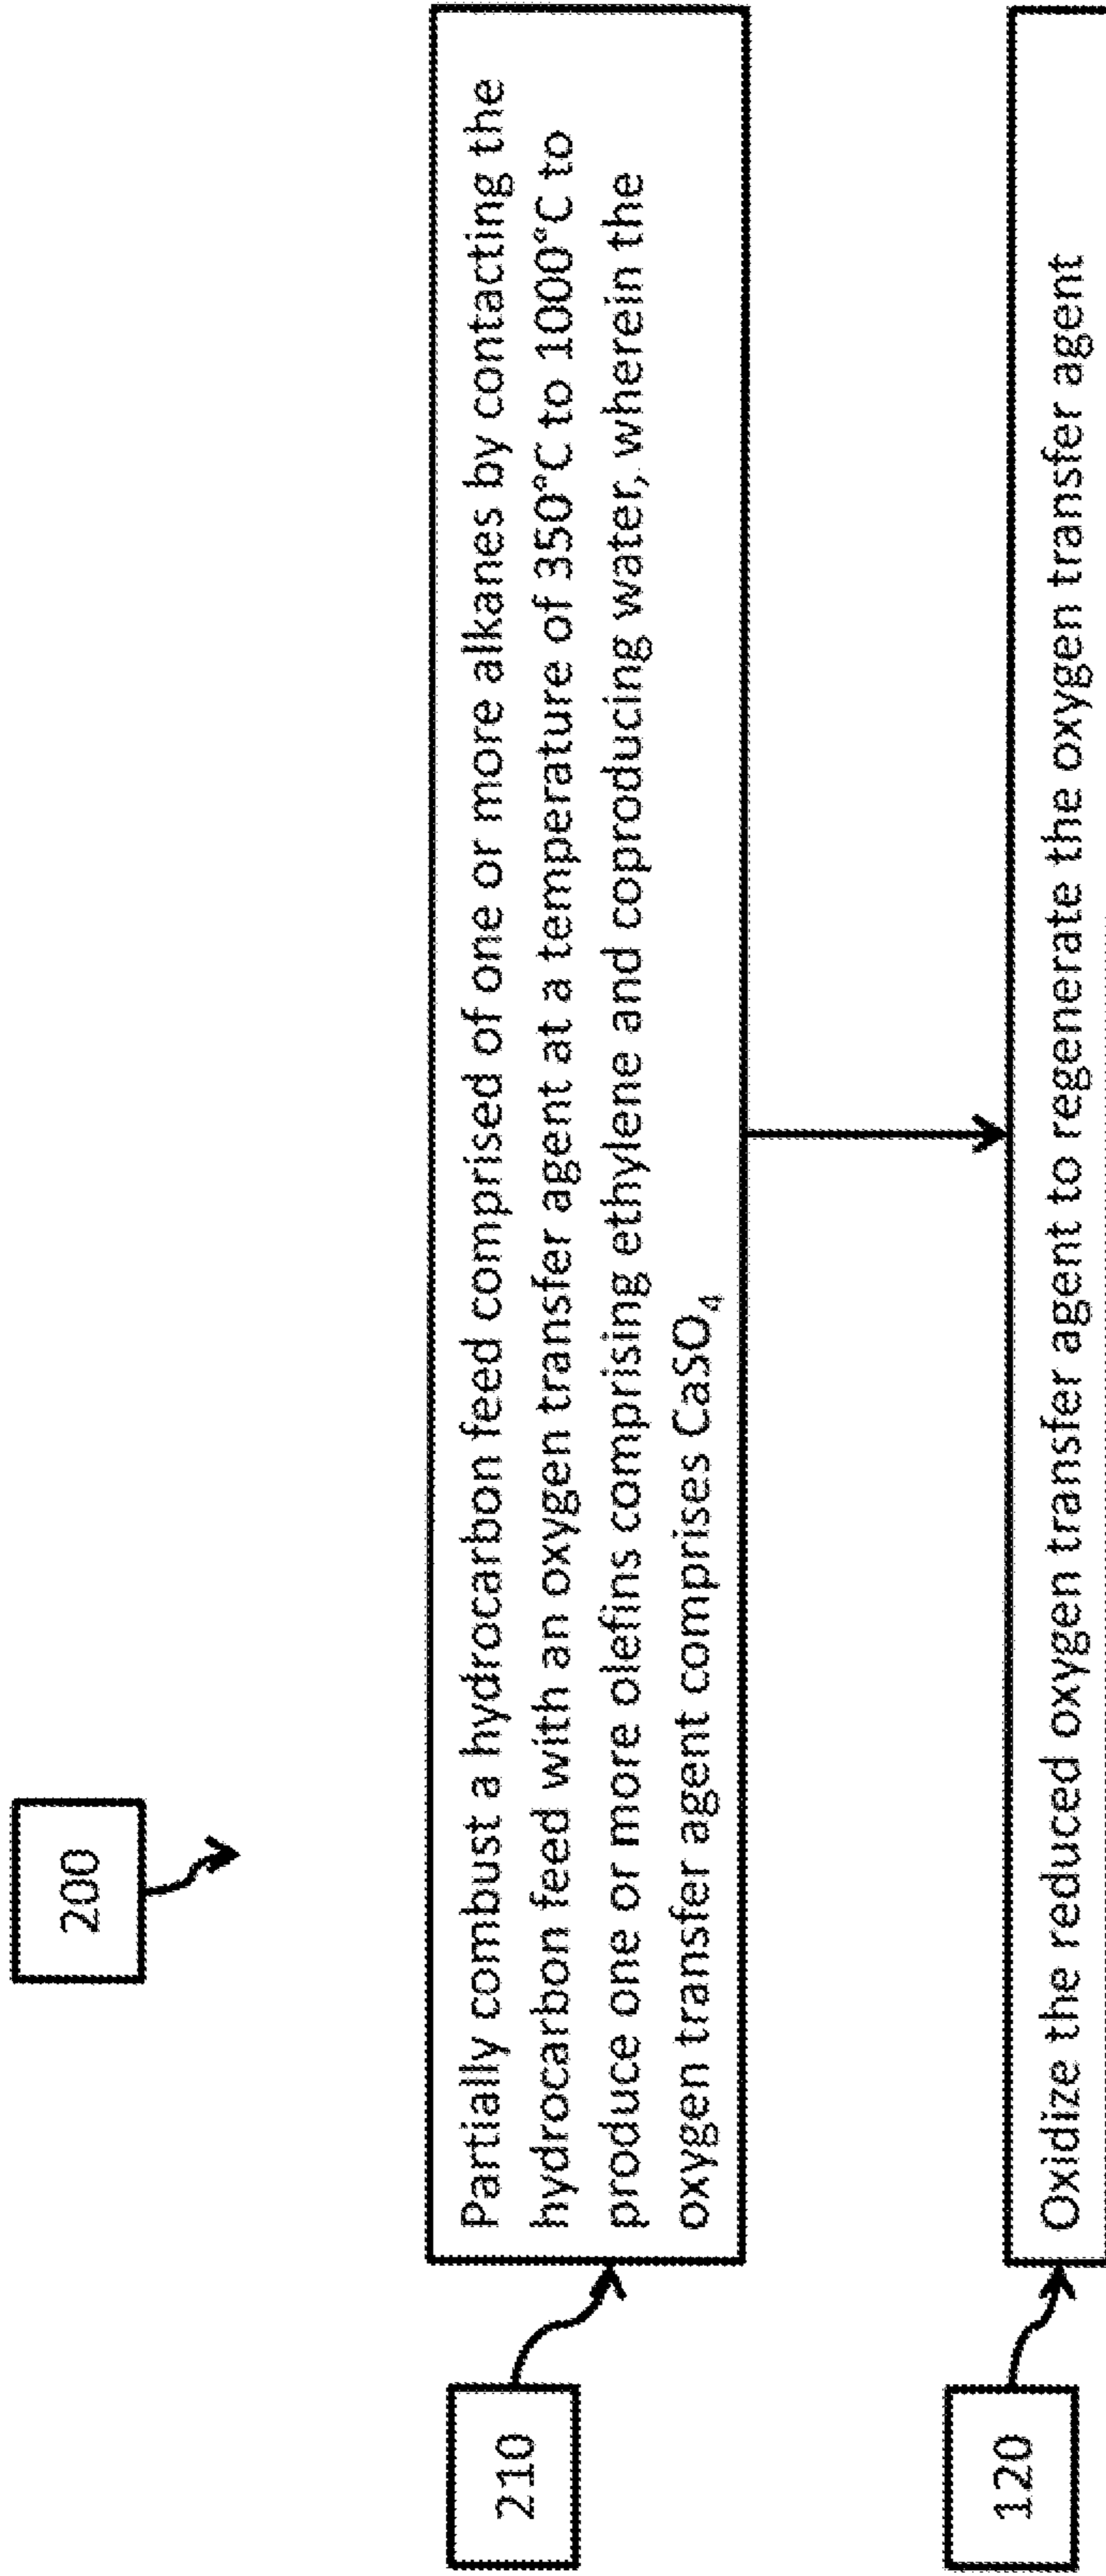 200
210
Partially combust a hydrocarbon feed comprised of one or more alkanes by contacting the
hydrocarbon feed with an oxygen transfer agent at a temperature of 350°C to 1000°C to
produce one or more olefins comprising ethylene and coproducing water, wherein the
oxygen transfer agent comprises CaSO₄
120
Oxidize the reduced oxygen transfer agent to regenerate the oxygen transfer agent